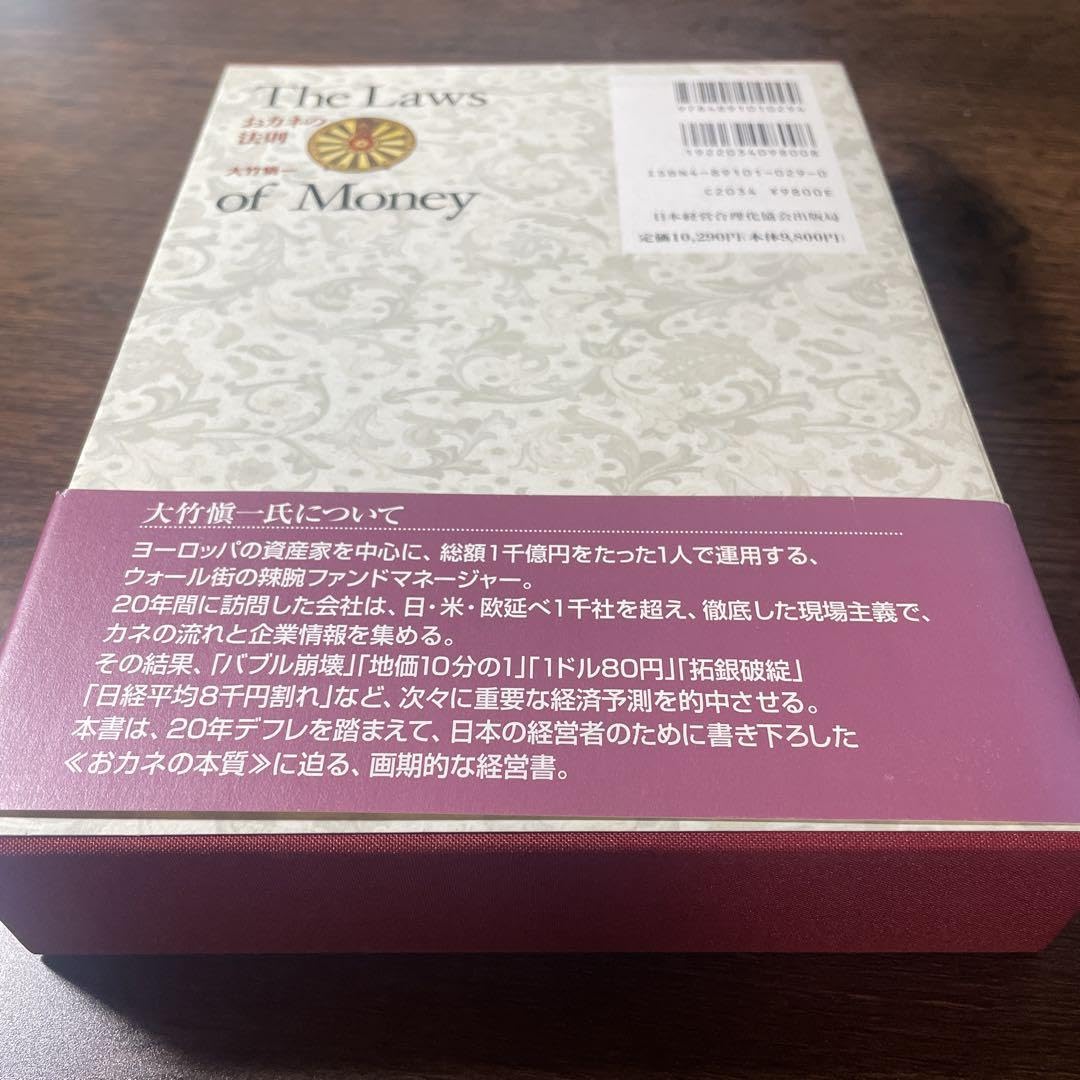 The Laws
おカネの
法則
大竹愼一
of Money
9784891010294
1922034098008
ISBN4-89101-029-0
C2034 ¥9800E
日本経営合理化協会出版局
定価10,290円(本体9,800円)
大竹愼一氏について
ヨーロッパの資産家を中心に、総額1千億円をたった1人で運用する、
ウォール街の辣腕ファンドマネージャー。
20年間に訪問した会社は、日・米・欧延べ1千社を超え、徹底した現場主義で、
カネの流れと企業情報を集める。
その結果、「バブル崩壊」「地価10分の1」「1ドル80円」「拓銀破綻」
「日経平均8千円割れ」など、次々に重要な経済予測を的中させる。
本書は、20年デフレを踏まえて、日本の経営者のために書き下ろした
≪おカネの本質≫に迫る、画期的な経営書。